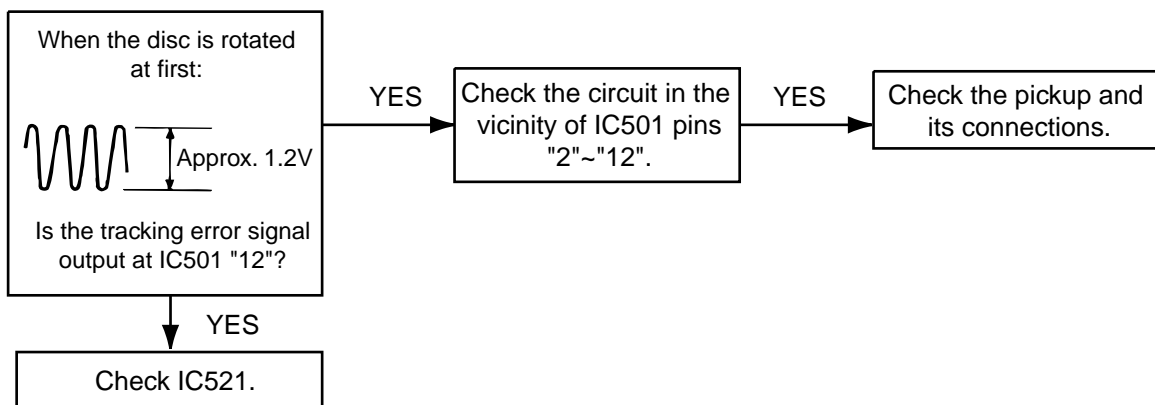 When the disc is rotated
at first:
Approx. 1.2V
Is the tracking error signal
output at IC501 "12"?
YES
Check the circuit in the
vicinity of IC501 pins
"2"~"12".
YES
Check the pickup and
its connections.
YES
Check IC521.